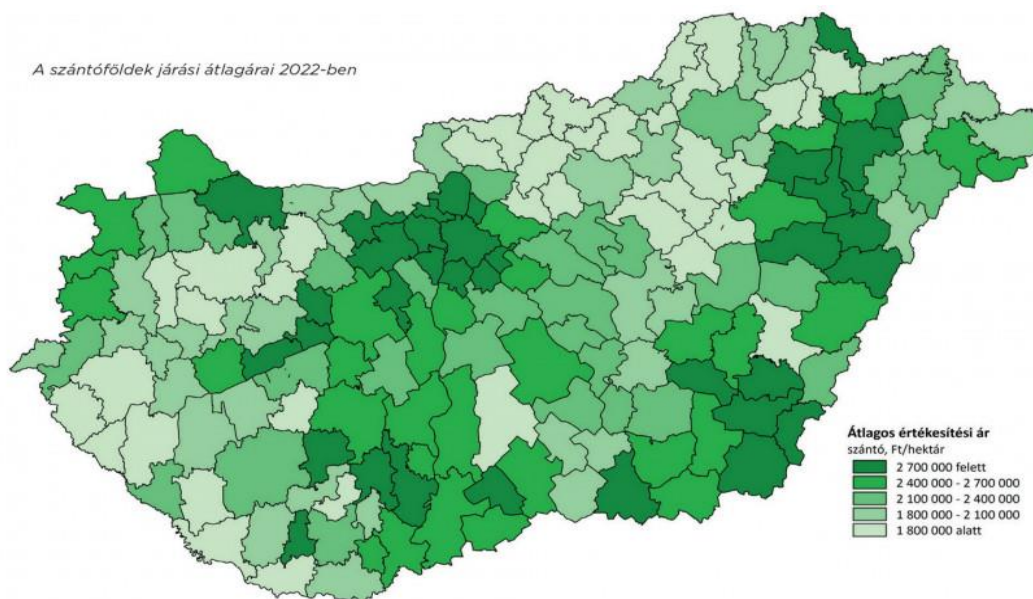 A szántóföldek járási átlagárai 2022-ben
Átlagos értékesítési ár
szántó, Ft/hektár
2 700 000 felett
2 400 000 - 2 700 000
2 100 000 - 2 400 000
1 800 000 - 2 100 000
1 800 000 alatt